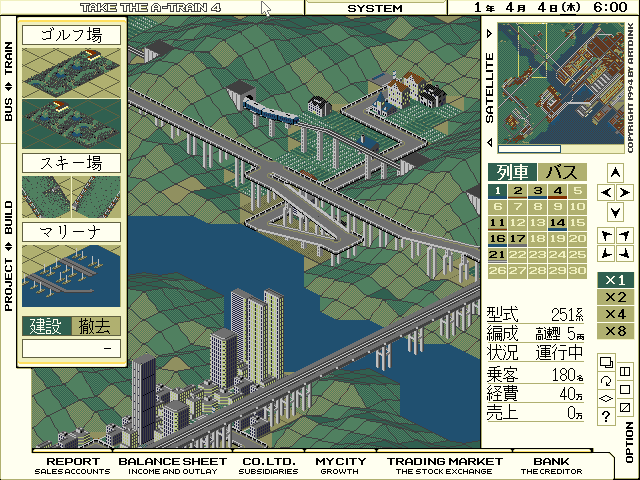 TAKE THE A-TRAIN 4
SYSTEM
1年 4月 4日(木) 6:00
BUS ◆ TRAIN
PROJECT ◆ BUILD
ゴルフ場
スキー場
マリーナ
建設 撤去
−
SATELLITE
COPYRIGHT 1994 BY ARTDINK
列車 バス
1 2 3 4 5
6 7 8 9 10
11 12 13 14 15
16 17 18 19 20
21 22 23 24 25
26 27 28 29 30
×1
×2
×4
×8
型式 251系
編成 高速型 5両
状況 運行中
乗客 180名
経費 40万
売上 0万
?
OPTION
REPORT
SALES ACCOUNTS
BALANCE SHEET
INCOME AND OUTLAY
CO.LTD.
SUBSIDIARIES
MYCITY
GROWTH
TRADING MARKET
THE STOCK EXCHANGE
BANK
THE CREDITOR